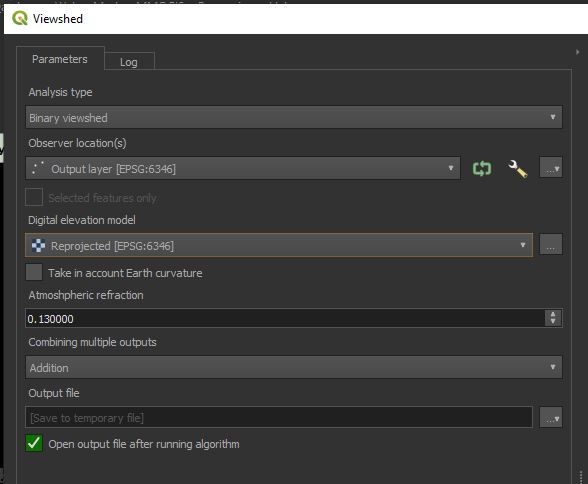 Viewshed
Parameters
Log
Analysis type
Binary viewshed
Observer location(s)
Output layer [EPSG:6346]
...
Selected features only
Digital elevation model
Reprojected [EPSG:6346]
...
Take in account Earth curvature
Atmoshpheric refraction
0.130000
Combining multiple outputs
Addition
Output file
[Save to temporary file]
...
Open output file after running algorithm